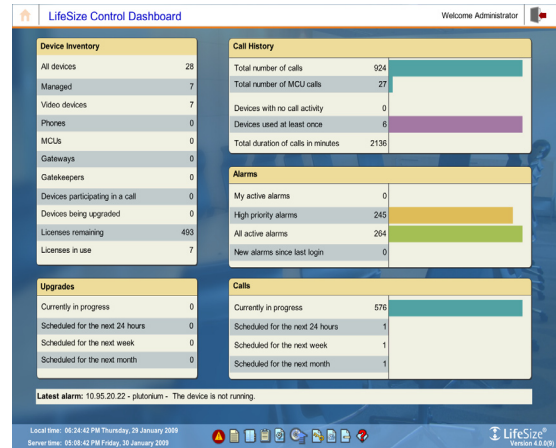 LifeSize Control Dashboard
Welcome Administrator
Device Inventory
All devices 28
Managed 7
Video devices 7
Phones 0
MCUs 0
Gateways 0
Gatekeepers 0
Devices participating in a call 0
Devices being upgraded 0
Licenses remaining 493
Licenses in use 7
Call History
Total number of calls 924
Total number of MCU calls 27
Devices with no call activity 0
Devices used at least once 6
Total duration of calls in minutes 2136
Alarms
My active alarms 0
High priority alarms 245
All active alarms 264
New alarms since last login 0
Upgrades
Currently in progress 0
Scheduled for the next 24 hours 0
Scheduled for the next week 0
Scheduled for the next month 0
Calls
Currently in progress 576
Scheduled for the next 24 hours 1
Scheduled for the next week 1
Scheduled for the next month 1
Latest alarm: 10.95.20.22 - plutonium - The device is not running.
Local time: 06:24:42 PM Thursday, 29 January 2009
Server time: 05:08:42 PM Friday, 30 January 2009
LifeSize®
Version 4.0.0(9)